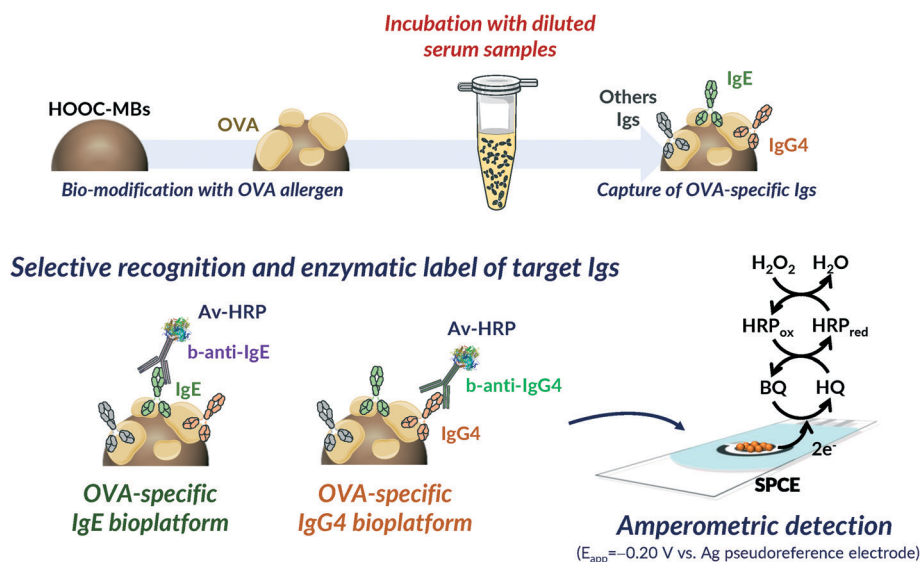 Incubation with diluted
serum samples
HOOC-MBs
OVA
Others
Igs
IgE
IgG4
Bio-modification with OVA allergen
Capture of OVA-specific Igs
Selective recognition and enzymatic label of target Igs
Av-HRP
b-anti-IgE
IgE
Av-HRP
b-anti-IgG4
IgG4
OVA-specific
IgE bioplatform
OVA-specific
IgG4 bioplatform
H₂O₂ H₂O
HRPox HRPred
BQ HQ
2e⁻
SPCE
Amperometric detection
(Eapp=−0.20 V vs. Ag pseudoreference electrode)